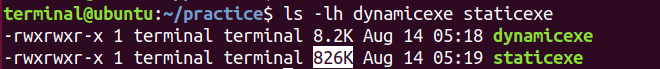 terminal@ubuntu:~/practice$ ls -lh dynamicexe staticexe
-rwxrwxr-x 1 terminal terminal 8.2K Aug 14 05:18 dynamicexe
-rwxrwxr-x 1 terminal terminal 826K Aug 14 05:19 staticexe